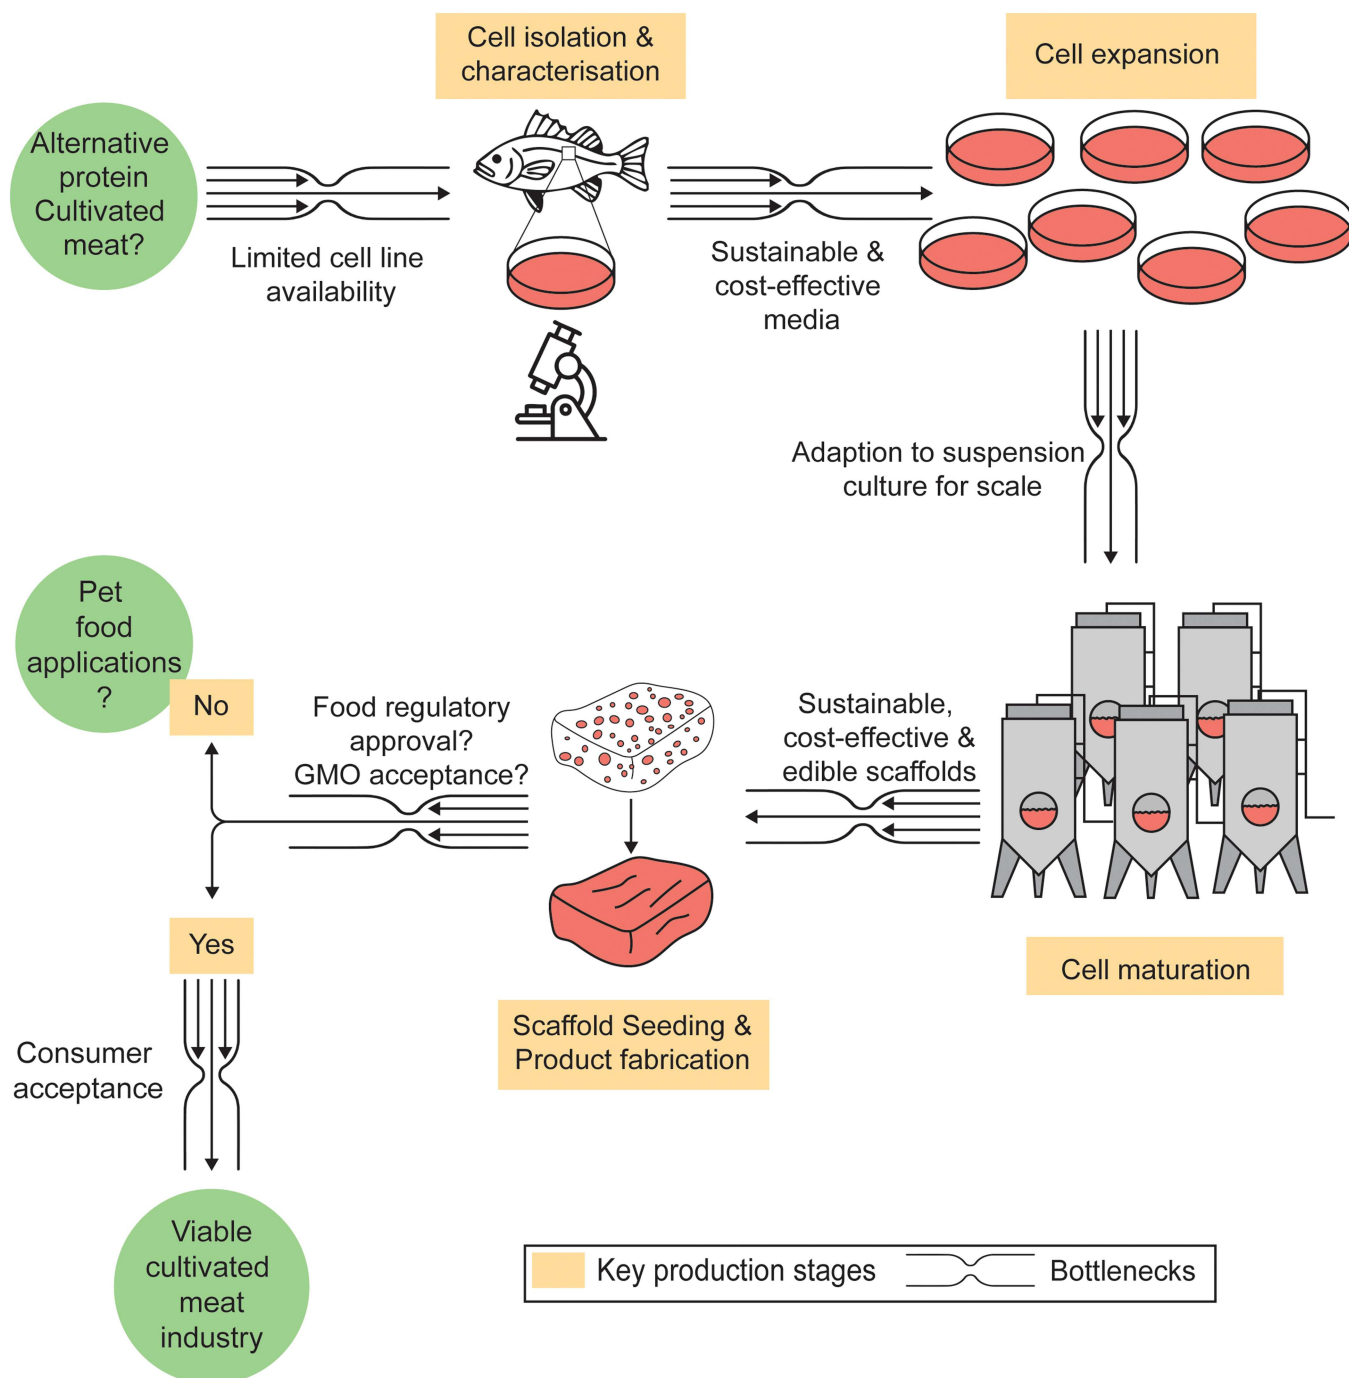 Alternative
protein
Cultivated
meat?
Limited cell line
availability
Cell isolation &
characterisation
Sustainable &
cost-effective
media
Cell expansion
Adaption to suspension
culture for scale
Cell maturation
Sustainable,
cost-effective &
edible scaffolds
Scaffold Seeding &
Product fabrication
Food regulatory
approval?
GMO acceptance?
Pet
food
applications
?
No
Yes
Consumer
acceptance
Viable
cultivated
meat
industry
Key production stages
Bottlenecks